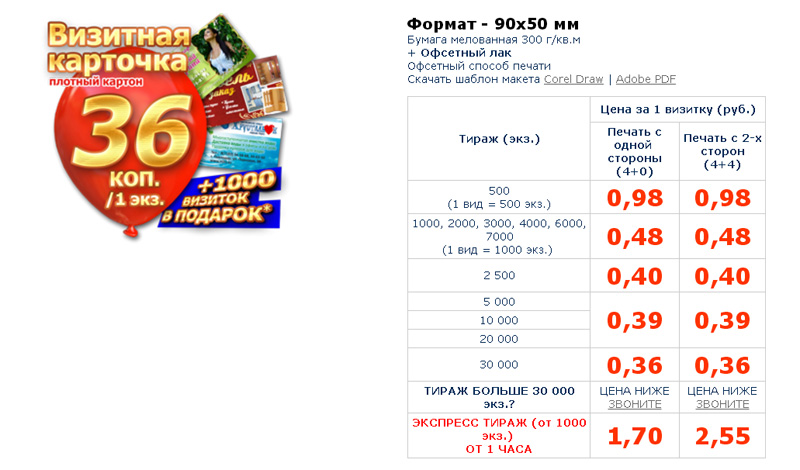 Визитная
карточка
плотный картон
36
коп.
/1 экз.
+1000
визиток
в подарок*
Формат - 90х50 мм
Бумага мелованная 300 г/кв.м
+ Офсетный лак
Офсетный способ печати
Скачать шаблон макета Corel Draw | Adobe PDF
Тираж (экз.)
Цена за 1 визитку (руб.)
Печать с
одной
стороны
(4+0)
Печать с 2-х
сторон
(4+4)
500
(1 вид = 500 экз.)
0,98
0,98
1000, 2000, 3000, 4000, 6000,
7000
(1 вид = 1000 экз.)
0,48
0,48
2 500
0,40
0,40
5 000
10 000
20 000
0,39
0,39
30 000
0,36
0,36
ТИРАЖ БОЛЬШЕ 30 000
экз.?
ЦЕНА НИЖЕ
ЗВОНИТЕ
ЦЕНА НИЖЕ
ЗВОНИТЕ
ЭКСПРЕСС ТИРАЖ (от 1000
экз.)
ОТ 1 ЧАСА
1,70
2,55